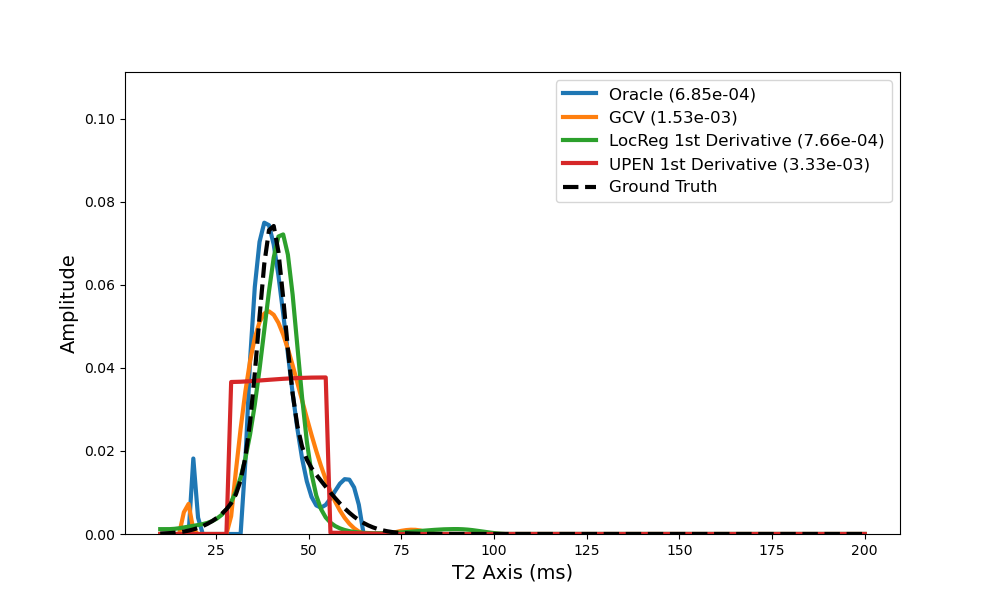 Oracle (6.85e-04)
GCV (1.53e-03)
LocReg 1st Derivative (7.66e-04)
UPEN 1st Derivative (3.33e-03)
Ground Truth
Amplitude
0.10
0.08
0.06
0.04
0.02
0.00
25 50 75 100 125 150 175 200
T2 Axis (ms)